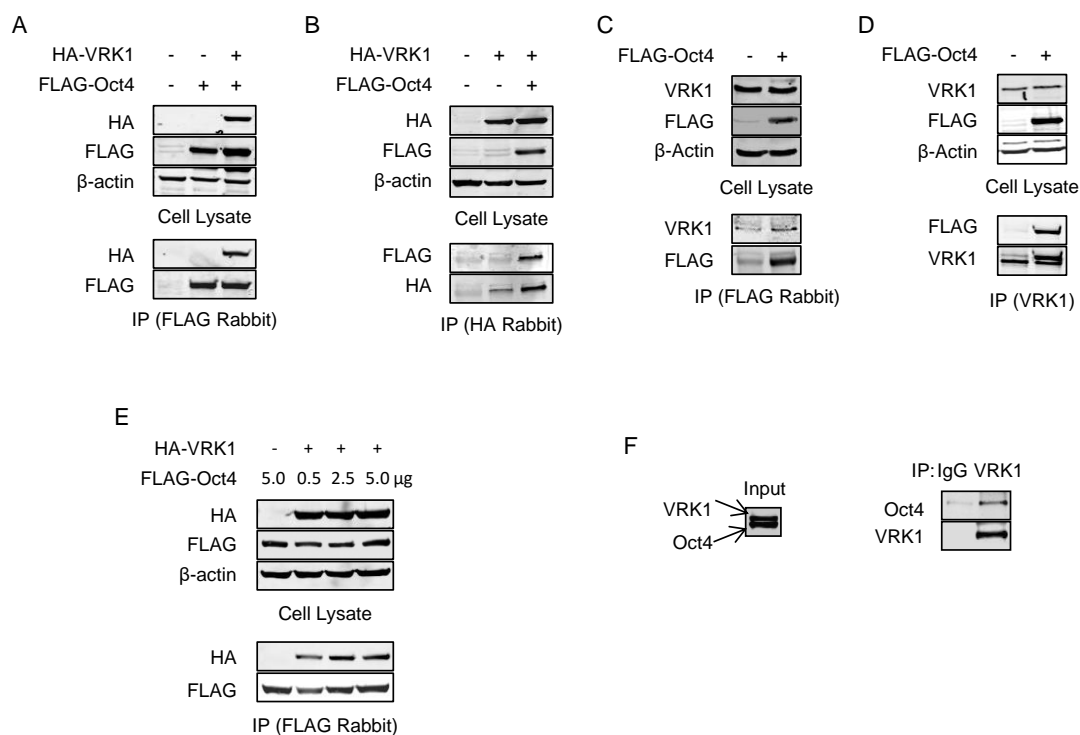 A
HA-VRK1 - - +
FLAG-Oct4 - + +
HA
FLAG
β-actin
Cell Lysate
HA
FLAG
IP (FLAG Rabbit)
B
HA-VRK1 - + +
FLAG-Oct4 - - +
HA
FLAG
β-actin
Cell Lysate
FLAG
HA
IP (HA Rabbit)
C
FLAG-Oct4 - +
VRK1
FLAG
β-Actin
Cell Lysate
VRK1
FLAG
IP (FLAG Rabbit)
D
FLAG-Oct4 - +
VRK1
FLAG
β-Actin
Cell Lysate
FLAG
VRK1
IP (VRK1)
E
HA-VRK1 - + + +
FLAG-Oct4 5.0 0.5 2.5 5.0 µg
HA
FLAG
β-actin
Cell Lysate
HA
FLAG
IP (FLAG Rabbit)
F
Input
VRK1
Oct4
IP: IgG VRK1
Oct4
VRK1